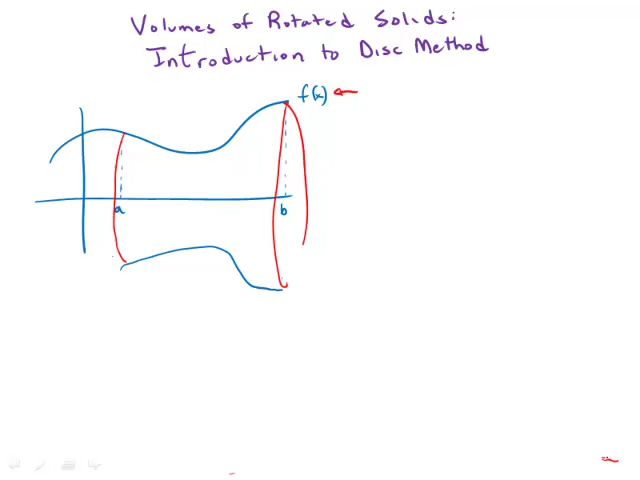 Volumes of Rotated Solids:
Introduction to Disc Method
f(x)
a
b